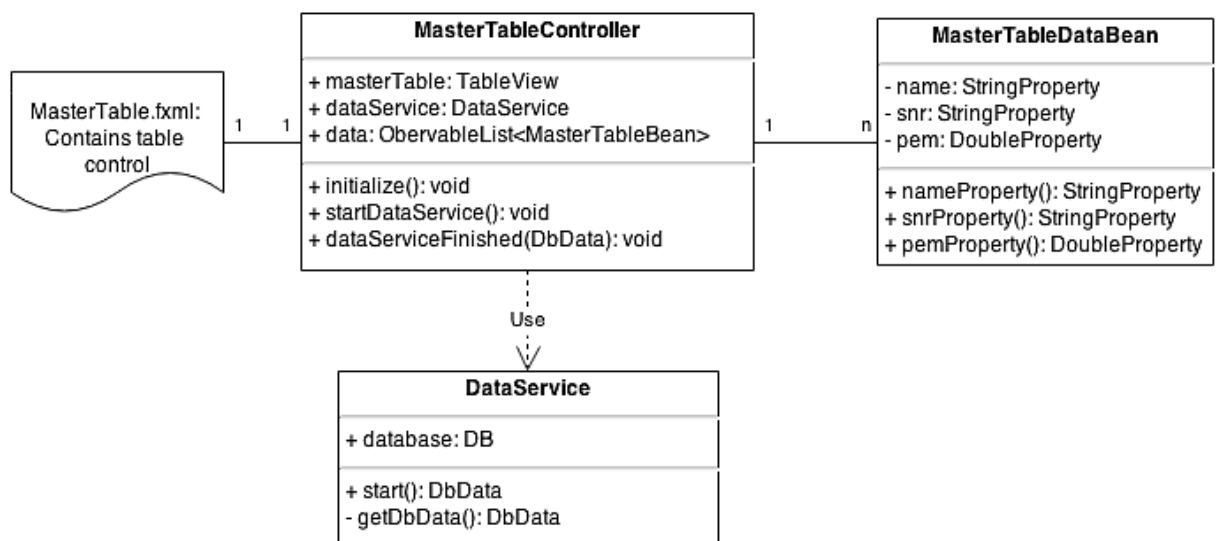 MasterTable.fxml:
Contains table
control
1
1
MasterTableController
+ masterTable: TableView
+ dataService: DataService
+ data: ObervableList<MasterTableBean>
+ initialize(): void
+ startDataService(): void
+ dataServiceFinished(DbData): void
1
n
MasterTableDataBean
- name: StringProperty
- snr: StringProperty
- pem: DoubleProperty
+ nameProperty(): StringProperty
+ snrProperty(): StringProperty
+ pemProperty(): DoubleProperty
Use
DataService
+ database: DB
+ start(): DbData
- getDbData(): DbData